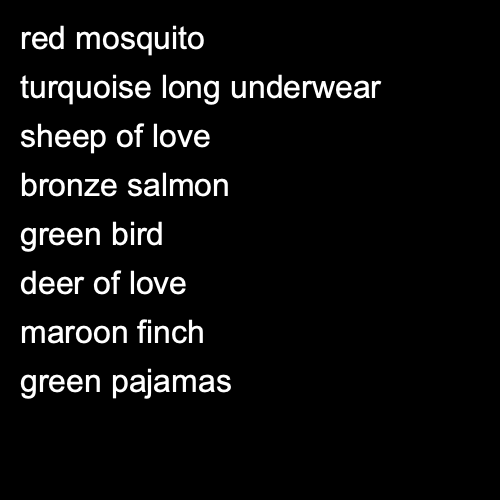 red mosquito
turquoise long underwear
sheep of love
bronze salmon
green bird
deer of love
maroon finch
green pajamas